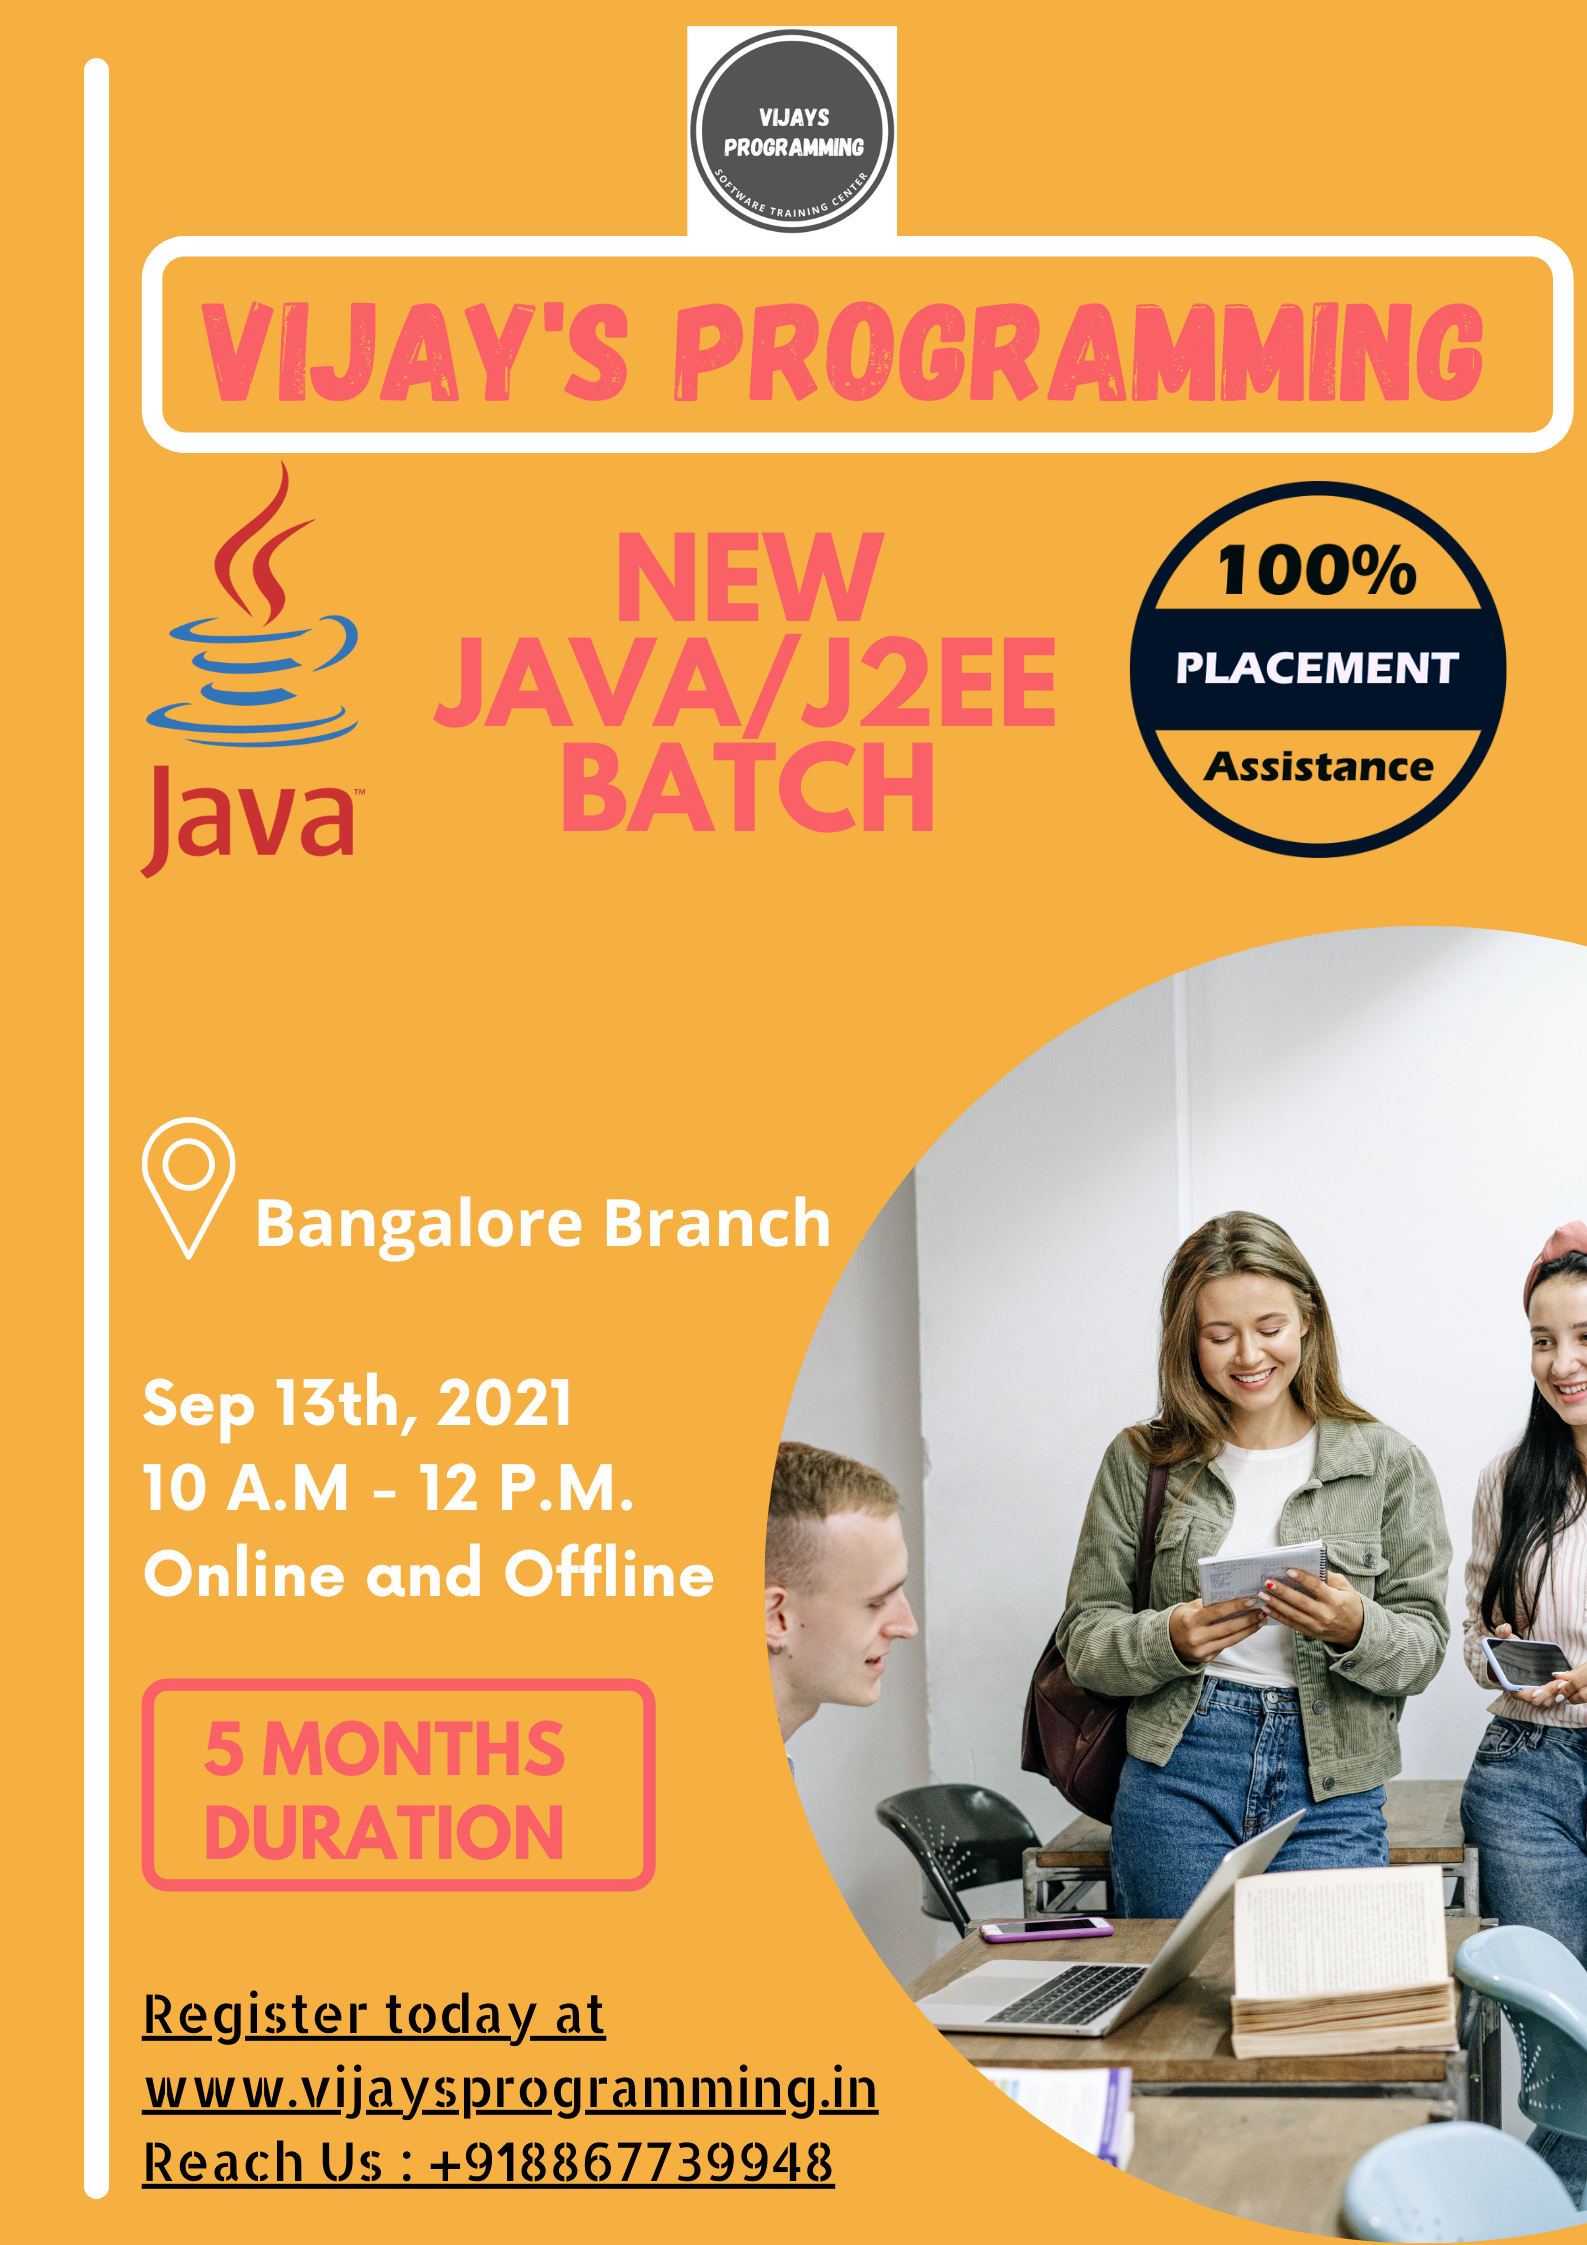 VIJAYS
PROGRAMMING
SOFTWARE TRAINING CENTER
VIJAY'S PROGRAMMING
Java™
NEW
JAVA/J2EE
BATCH
100%
PLACEMENT
Assistance
Bangalore Branch
Sep 13th, 2021
10 A.M - 12 P.M.
Online and Offline
5 MONTHS
DURATION
Register today at
www.vijaysprogramming.in
Reach Us : +918867739948